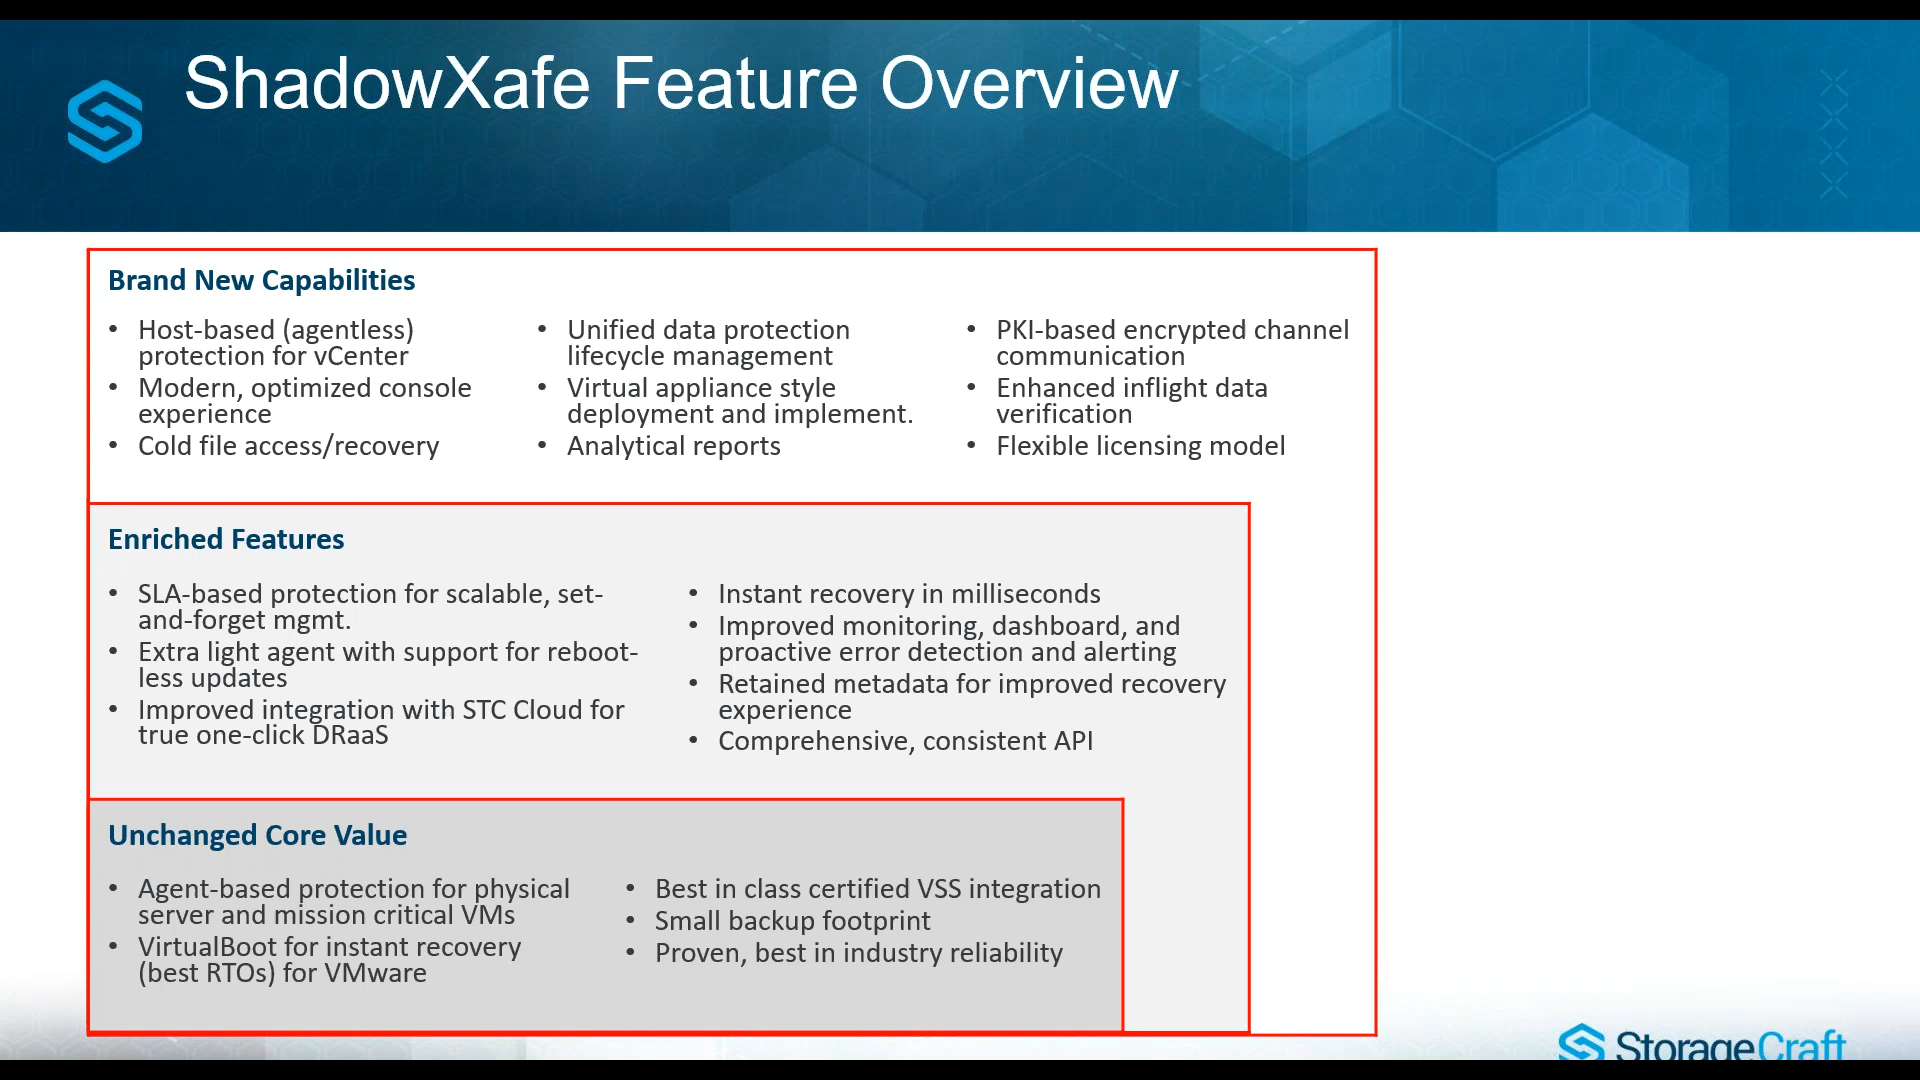 ShadowXafe Feature Overview
Brand New Capabilities
• Host-based (agentless)
protection for vCenter
• Modern, optimized console
experience
• Cold file access/recovery
• Unified data protection
lifecycle management
• Virtual appliance style
deployment and implement.
• Analytical reports
• PKI-based encrypted channel
communication
• Enhanced inflight data
verification
• Flexible licensing model
Enriched Features
• SLA-based protection for scalable, set-
and-forget mgmt.
• Extra light agent with support for reboot-
less updates
• Improved integration with STC Cloud for
true one-click DRaaS
• Instant recovery in milliseconds
• Improved monitoring, dashboard, and
proactive error detection and alerting
• Retained metadata for improved recovery
experience
• Comprehensive, consistent API
Unchanged Core Value
• Agent-based protection for physical
server and mission critical VMs
• VirtualBoot for instant recovery
(best RTOs) for VMware
• Best in class certified VSS integration
• Small backup footprint
• Proven, best in industry reliability
StorageCraft